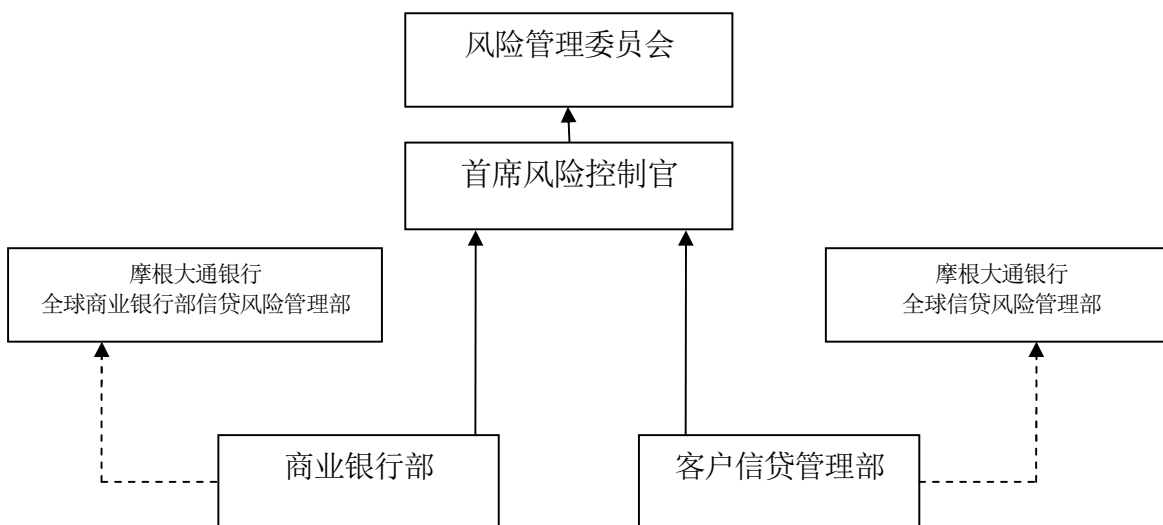 风险管理委员会
首席风险控制官
摩根大通银行
全球商业银行部信贷风险管理部
摩根大通银行
全球信贷风险管理部
商业银行部
客户信贷管理部